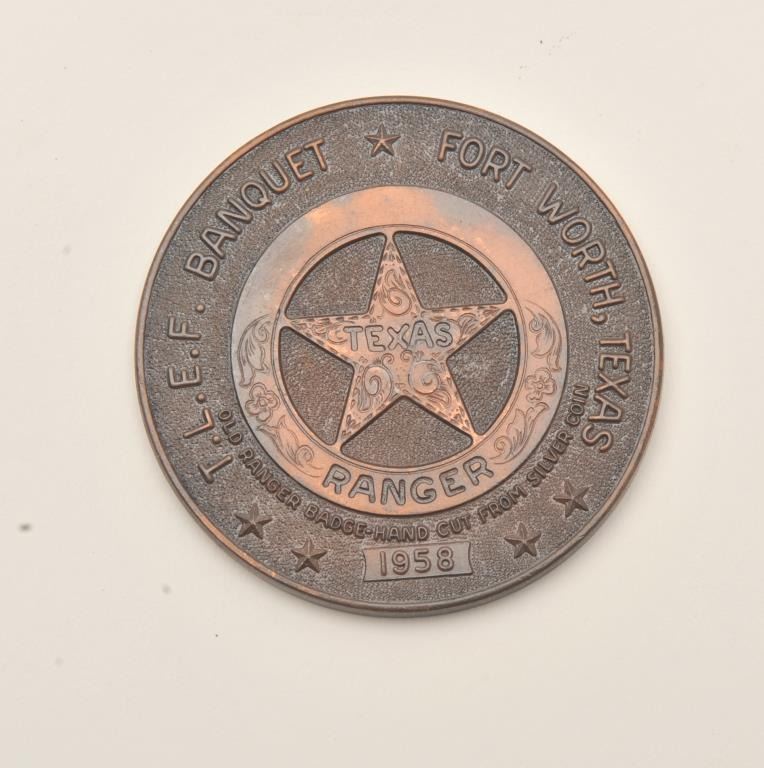 T.L.E.F. BANQUET ★ FORT WORTH, TEXAS
TEXAS
RANGER
OLD RANGER BADGE-HAND CUT FROM SILVER COIN
1958